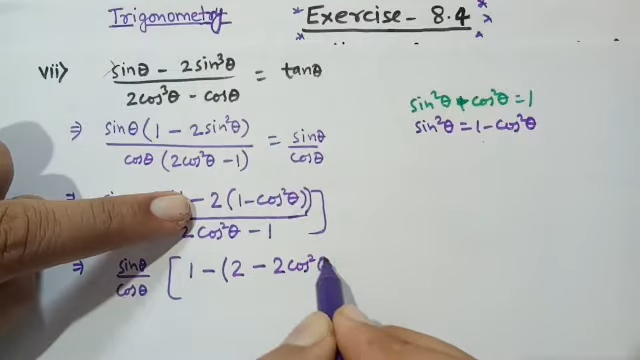 Trigonometry * Exercise - 8.4 *
vii) sinθ - 2sin³θ / 2cos³θ - cosθ = tanθ
sin²θ + cos²θ = 1
sin²θ = 1 - cos²θ
⇒ sinθ (1 - 2sin²θ) / cosθ (2cos²θ - 1) = sinθ / cosθ
⇒ - 2 (1 - cos²θ) / 2cos²θ - 1 ]
⇒ sinθ / cosθ [ 1 - (2 - 2cos²